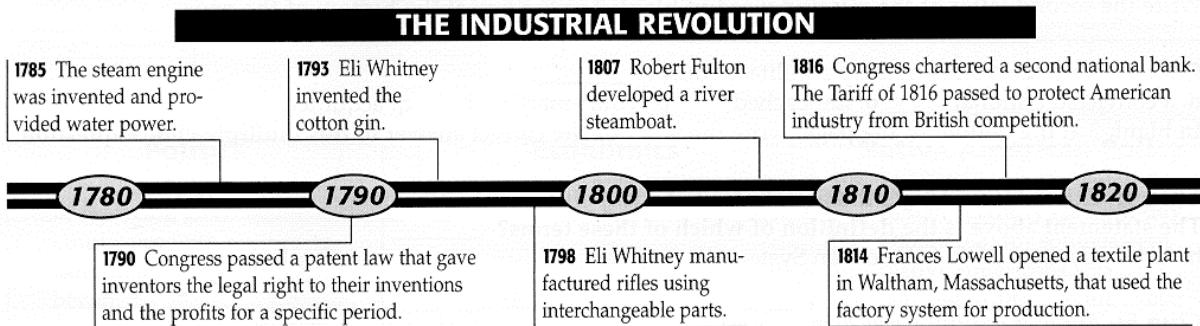 THE INDUSTRIAL REVOLUTION
1785 The steam engine
was invented and pro-
vided water power.
1793 Eli Whitney
invented the
cotton gin.
1807 Robert Fulton
developed a river
steamboat.
1816 Congress chartered a second national bank.
The Tariff of 1816 passed to protect American
industry from British competition.
1780 1790 1800 1810 1820
1790 Congress passed a patent law that gave
inventors the legal right to their inventions
and the profits for a specific period.
1798 Eli Whitney manu-
factured rifles using
interchangeable parts.
1814 Frances Lowell opened a textile plant
in Waltham, Massachusetts, that used the
factory system for production.